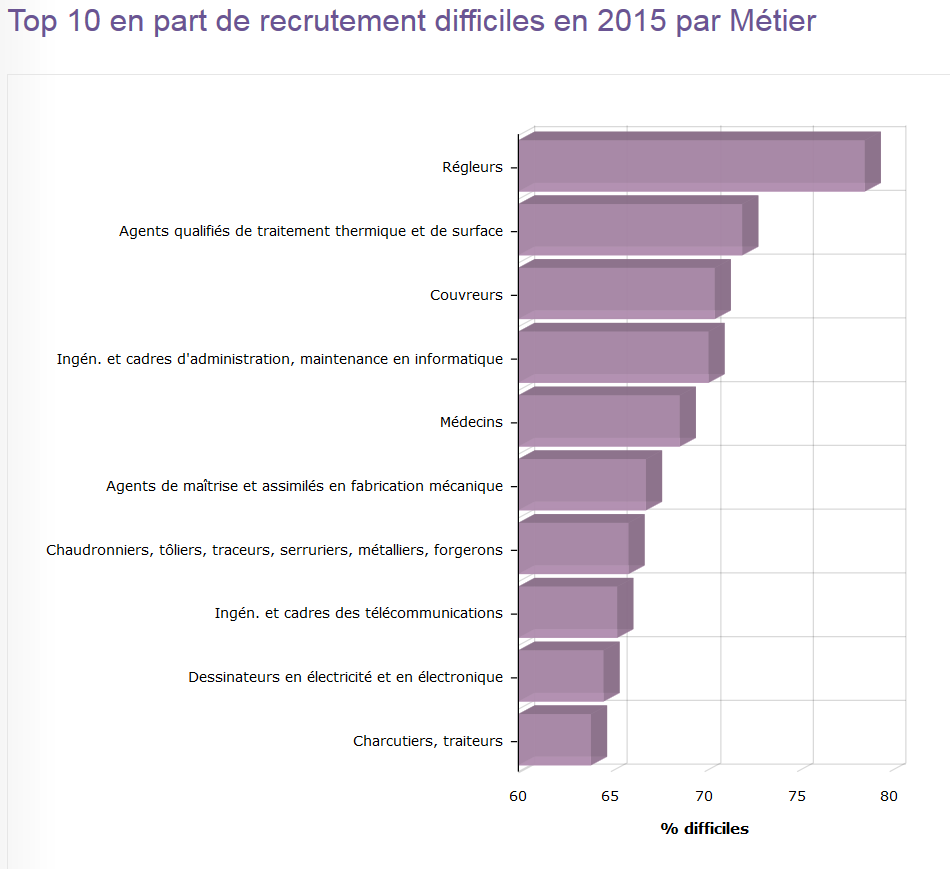 Top 10 en part de recrutement difficiles en 2015 par Métier
Régleurs
Agents qualifiés de traitement thermique et de surface
Couvreurs
Ingén. et cadres d'administration, maintenance en informatique
Médecins
Agents de maîtrise et assimilés en fabrication mécanique
Chaudronniers, tôliers, traceurs, serruriers, métalliers, forgerons
Ingén. et cadres des télécommunications
Dessinateurs en électricité et en électronique
Charcutiers, traiteurs
60 65 70 75 80
% difficiles